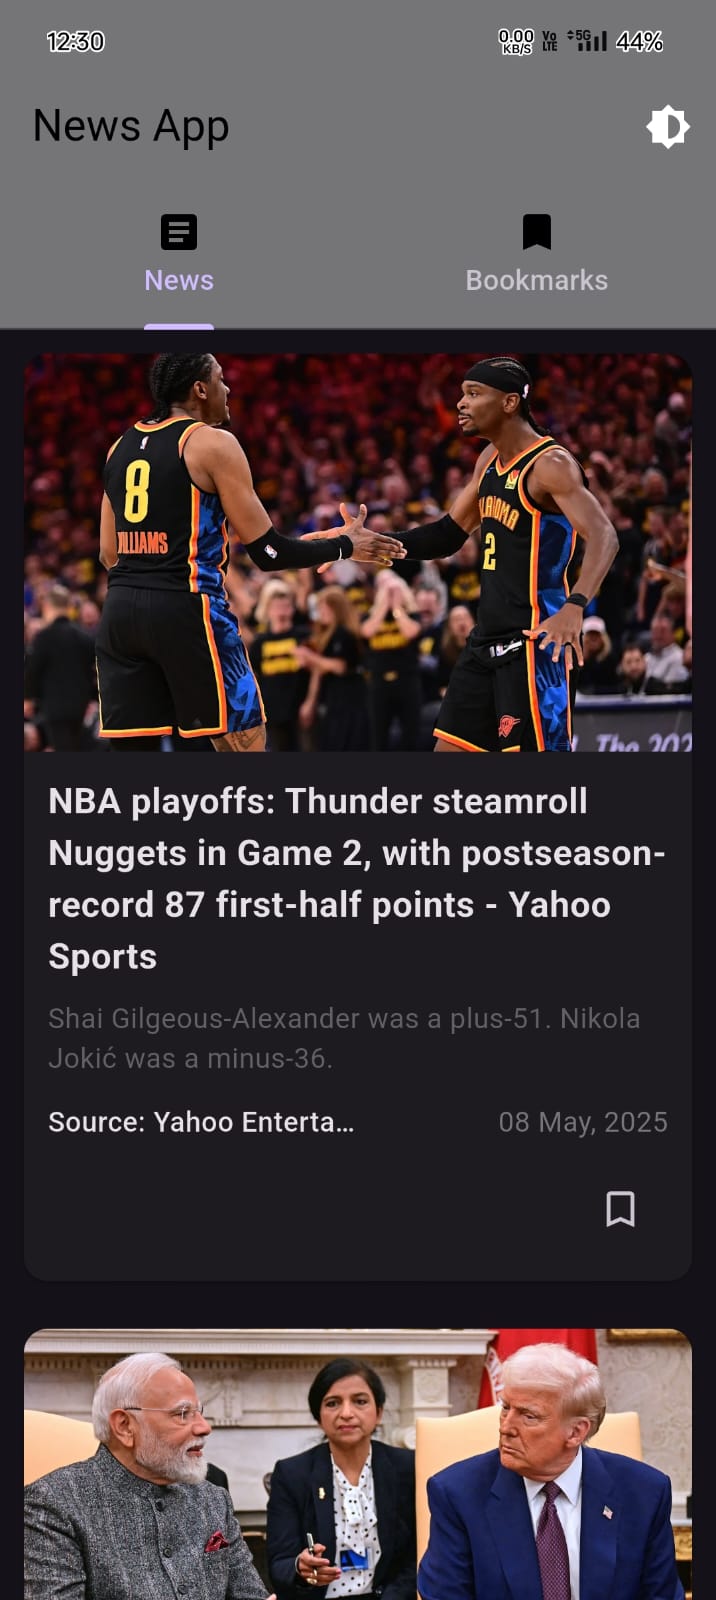 12:30
0.00 KB/S Vo LTE 5G 44%
News App
News Bookmarks
8
WILLIAMS
OKLAHOMA
2
The 202
NBA playoffs: Thunder steamroll
Nuggets in Game 2, with postseason-
record 87 first-half points - Yahoo
Sports
Shai Gilgeous-Alexander was a plus-51. Nikola
Jokić was a minus-36.
Source: Yahoo Enterta...
08 May, 2025